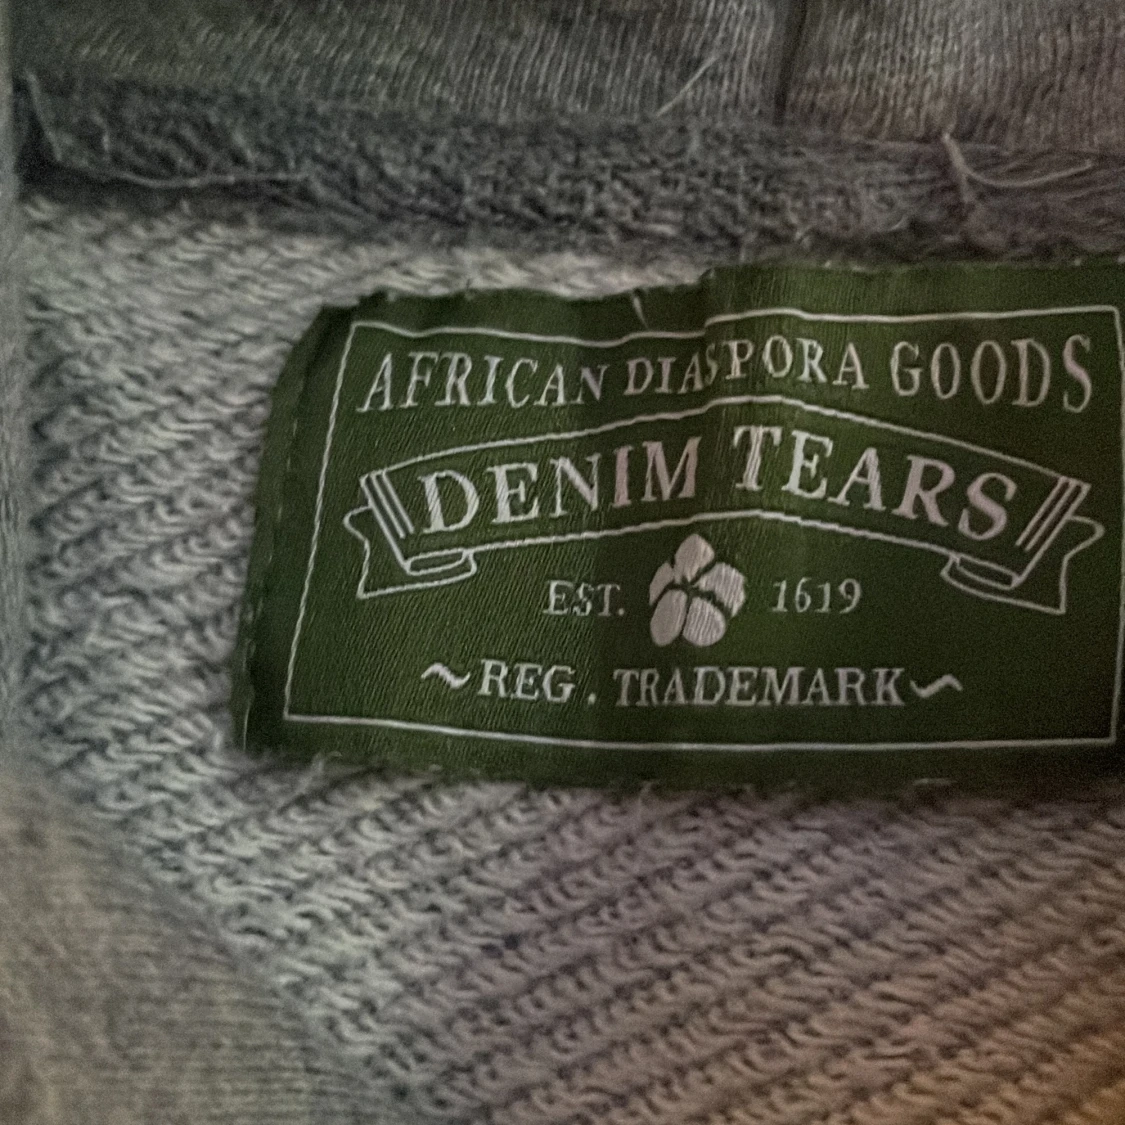 AFRICAN DIASPORA GOODS
DENIM TEARS
EST. 1619
~REG. TRADEMARK~